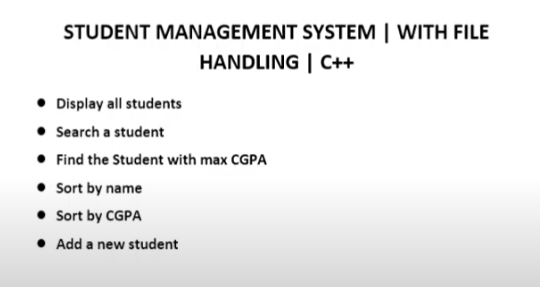 STUDENT MANAGEMENT SYSTEM | WITH FILE
HANDLING | C++
● Display all students
● Search a student
● Find the Student with max CGPA
● Sort by name
● Sort by CGPA
● Add a new student